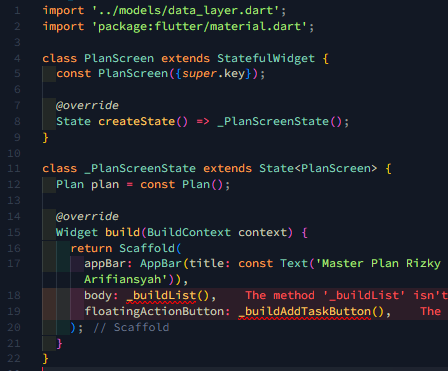 1 import '../models/data_layer.dart';
2 import 'package:flutter/material.dart';
3
4 class PlanScreen extends StatefulWidget {
5 const PlanScreen({super.key});
6
7 @override
8 State createState() => _PlanScreenState();
9 }
10
11 class _PlanScreenState extends State<PlanScreen> {
12 Plan plan = const Plan();
13
14 @override
15 Widget build(BuildContext context) {
16 return Scaffold(
17 appBar: AppBar(title: const Text('Master Plan Rizky
Arifiansyah')),
18 body: _buildList(), The method '_buildList' isn't
19 floatingActionButton: _buildAddTaskButton(), The
20 ); // Scaffold
21 }
22 }